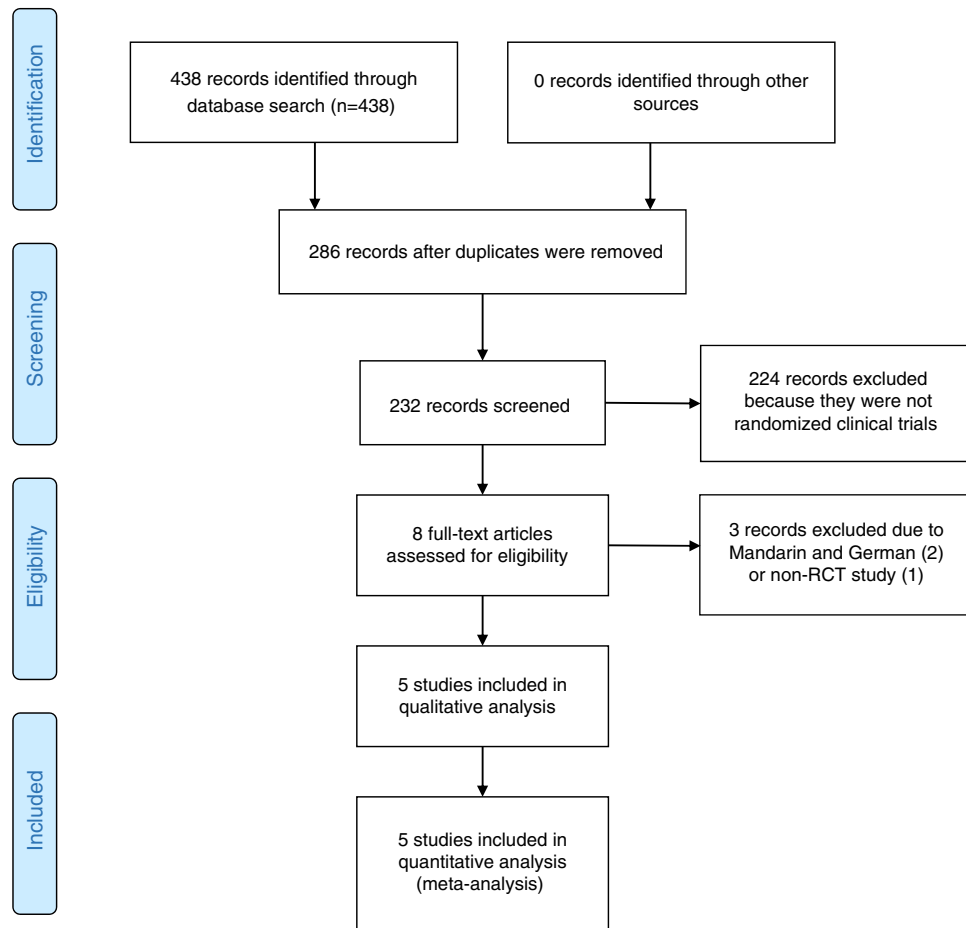 Identification
438 records identified through
database search (n=438)
0 records identified through other
sources
286 records after duplicates were removed
Screening
232 records screened
224 records excluded
because they were not
randomized clinical trials
Eligibility
8 full-text articles
assessed for eligibility
3 records excluded due to
Mandarin and German (2)
or non-RCT study (1)
5 studies included in
qualitative analysis
Included
5 studies included in
quantitative analysis
(meta-analysis)